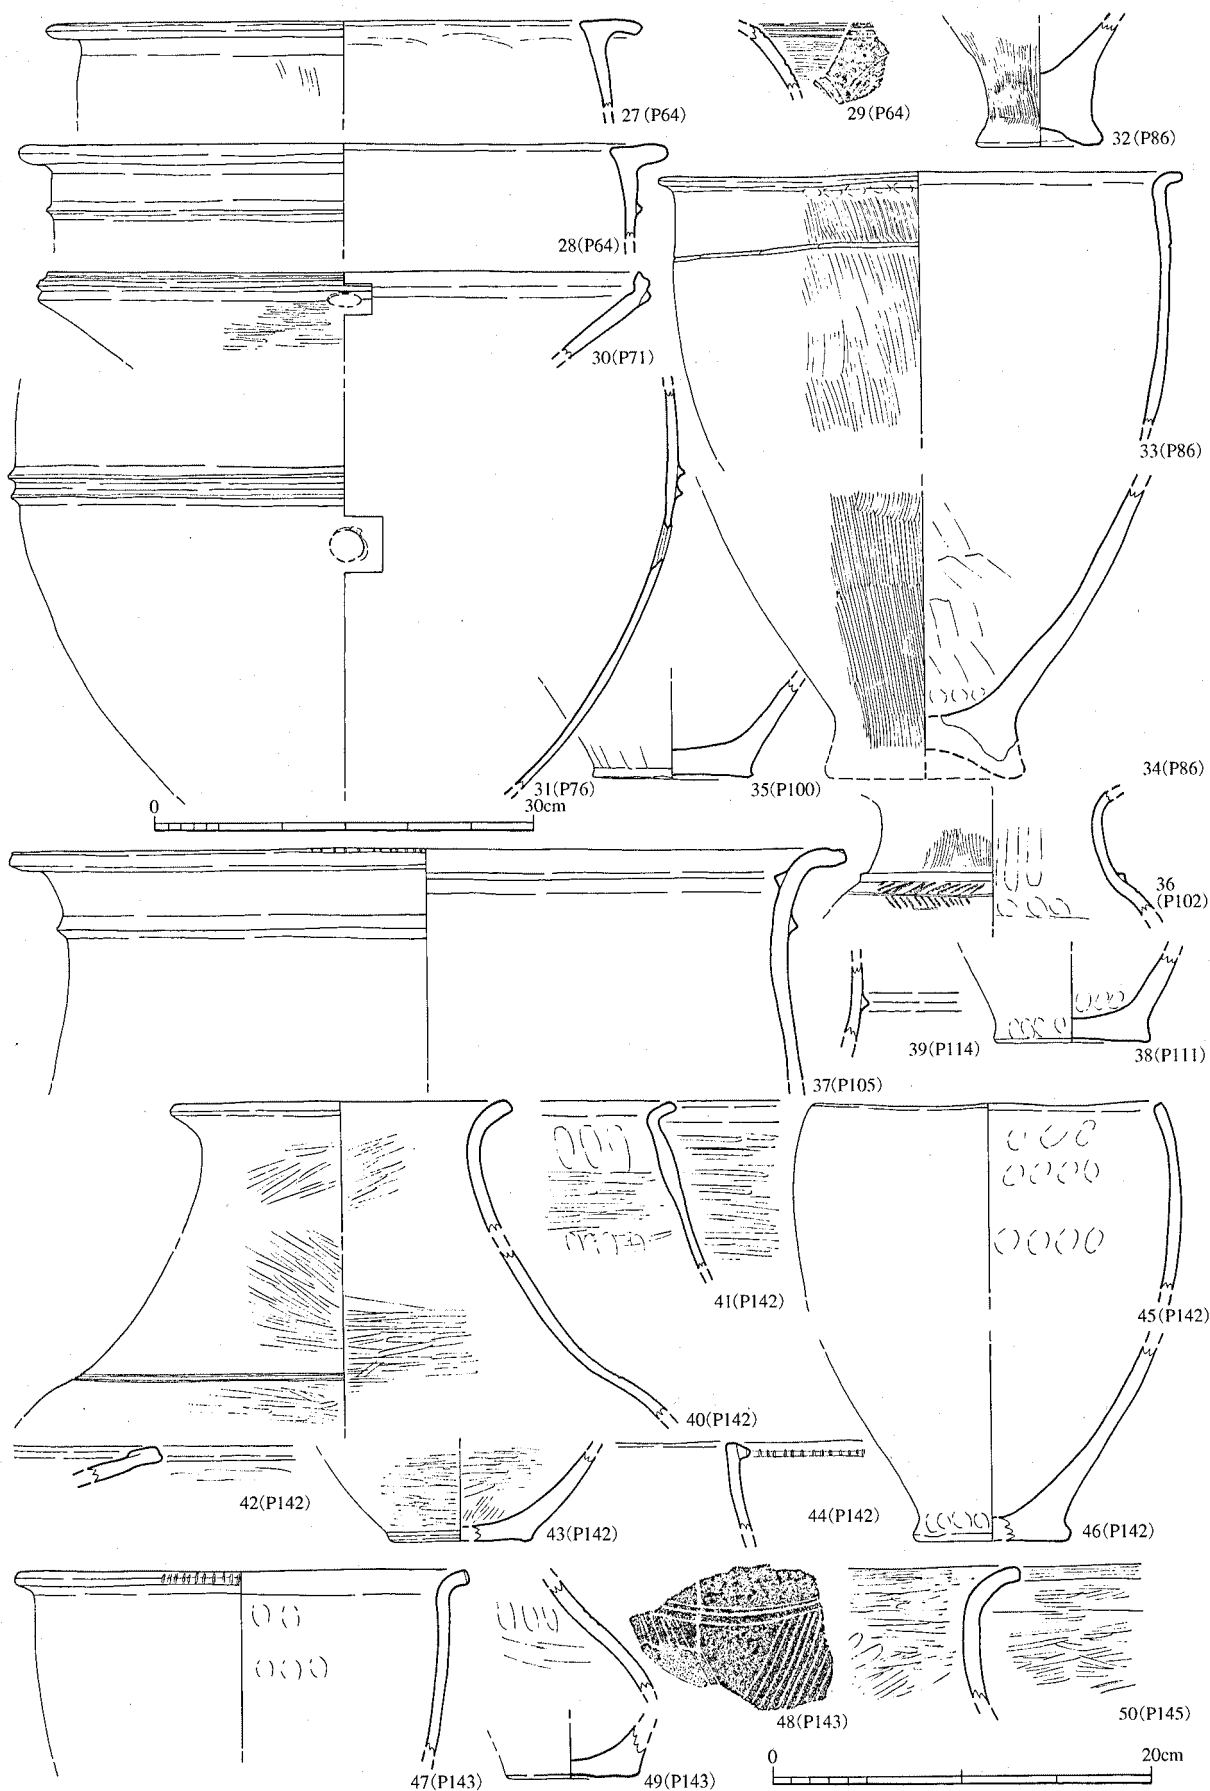 27(P64)
29(P64)
32(P86)
28(P64)
30(P71)
33(P86)
31(P76)
35(P100)
34(P86)
0
30cm
36
(P102)
39(P114)
38(P111)
37(P105)
41(P142)
45(P142)
40(P142)
42(P142)
43(P142)
44(P142)
46(P142)
48(P143)
50(P145)
47(P143)
49(P143)
0
20cm